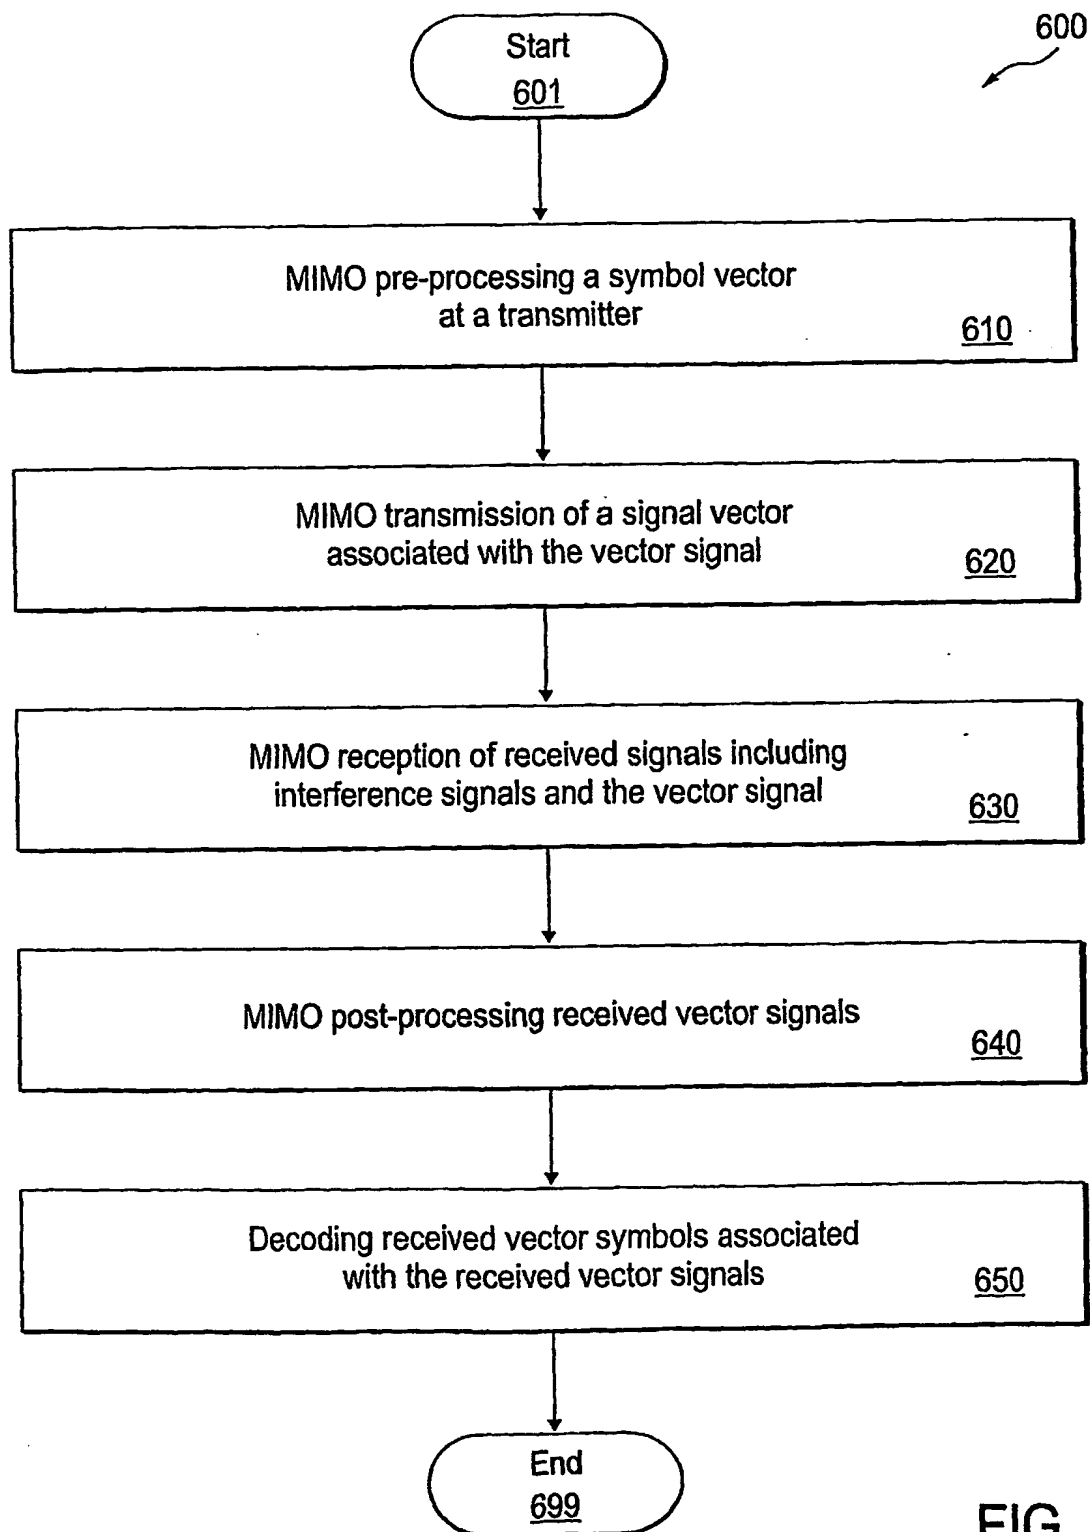 600
Start
601
MIMO pre-processing a symbol vector
at a transmitter
610
MIMO transmission of a signal vector
associated with the vector signal
620
MIMO reception of received signals including
interference signals and the vector signal
630
MIMO post-processing received vector signals
640
Decoding received vector symbols associated
with the received vector signals
650
End
699
FIG